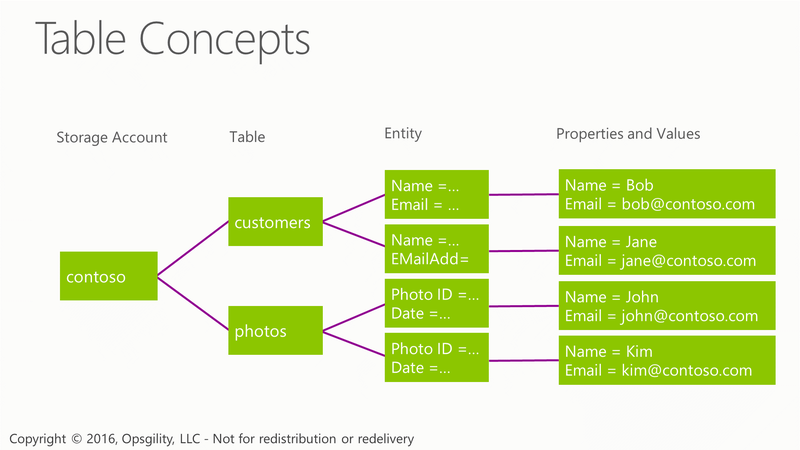 Table Concepts
Storage Account
Table
Entity
Properties and Values
contoso
customers
photos
Name =...
Email = ...
Name =...
EMailAdd=
Photo ID =...
Date =...
Photo ID =...
Date =...
Name = Bob
Email = bob@contoso.com
Name = Jane
Email = jane@contoso.com
Name = John
Email = john@contoso.com
Name = Kim
Email = kim@contoso.com
Copyright © 2016, Opsgility, LLC - Not for redistribution or redelivery